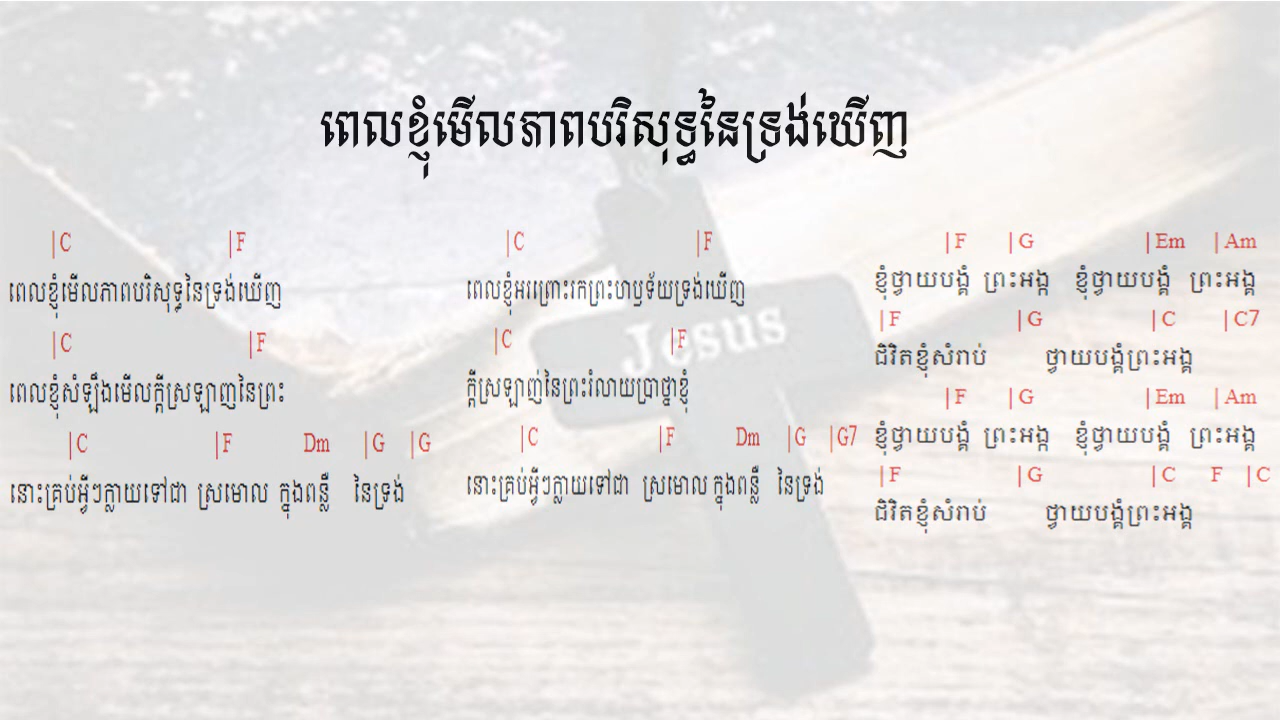 ពេលខ្ញុំមើលភាពបរិសុទ្ធនៃទ្រង់ឃើញ
|C |F
ពេលខ្ញុំមើលភាពបរិសុទ្ធនៃទ្រង់ឃើញ
|C |F
ពេលខ្ញុំសំឡឹងមើលក្ដីស្រឡាញនៃព្រះ
|C |F Dm |G |G
នោះគ្រប់អ្វីៗក្លាយទៅជា ស្រមោល ក្នុងពន្លឺ នៃទ្រង់
|C |F
ពេលខ្ញុំអរព្រោះរកព្រះហឫទ័យទ្រង់ឃើញ
|C |F
ក្ដីស្រឡាញ់នៃព្រះរំលាយប្រាថ្នាខ្ញុំ
|C |F Dm |G |G7
នោះគ្រប់អ្វីៗក្លាយទៅជា ស្រមោល ក្នុងពន្លឺ នៃទ្រង់
|F |G |Em |Am
ខ្ញុំថ្វាយបង្គំ ព្រះអង្គ ខ្ញុំថ្វាយបង្គំ ព្រះអង្គ
|F |G |C |C7
ជិវិតខ្ញុំសំរាប់ ថ្វាយបង្គំព្រះអង្គ
|F |G |Em |Am
ខ្ញុំថ្វាយបង្គំ ព្រះអង្គ ខ្ញុំថ្វាយបង្គំ ព្រះអង្គ
|F |G |C F |C
ជិវិតខ្ញុំសំរាប់ ថ្វាយបង្គំព្រះអង្គ
Jesus